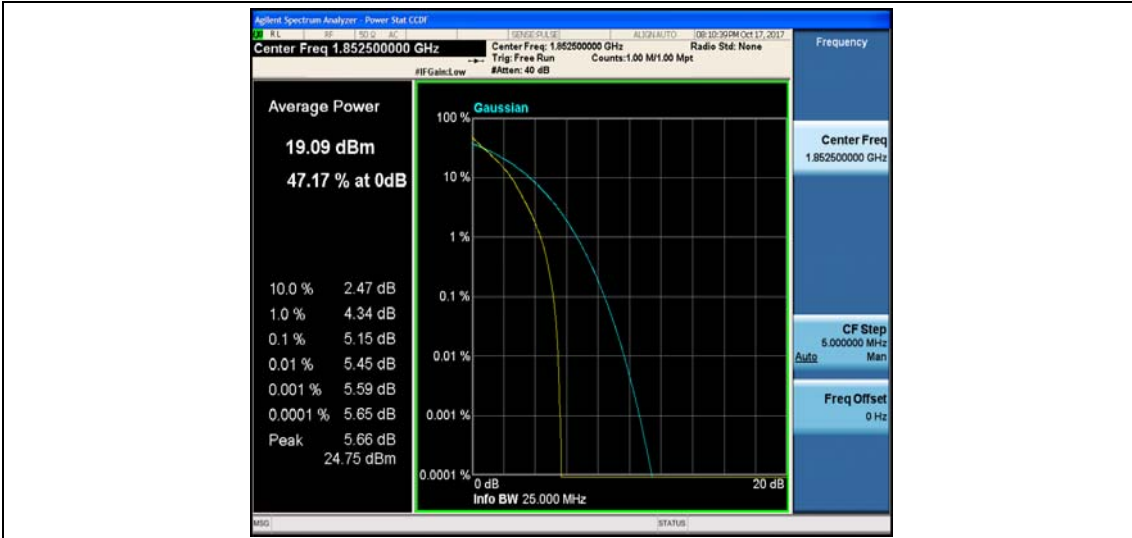 Agilent Spectrum Analyzer - Power Stat CCDF
RL RF 50 Ω AC SENSE:PULSE ALIGNAUTO 08:10:39PM Oct 17, 2017
Center Freq 1.852500000 GHz
Center Freq: 1.852500000 GHz Radio Std: None
Trig: Free Run Counts:1.00 M/1.00 Mpt
#IFGain:Low #Atten: 40 dB
Frequency
Average Power
19.09 dBm
47.17 % at 0dB
10.0 % 2.47 dB
1.0 % 4.34 dB
0.1 % 5.15 dB
0.01 % 5.45 dB
0.001 % 5.59 dB
0.0001 % 5.65 dB
Peak 5.66 dB
24.75 dBm
Gaussian
100 %
10 %
1 %
0.1 %
0.01 %
0.001 %
0.0001 %
0 dB 20 dB
Info BW 25.000 MHz
Center Freq
1.852500000 GHz
CF Step
5.000000 MHz
Auto Man
Freq Offset
0 Hz
MSG STATUS